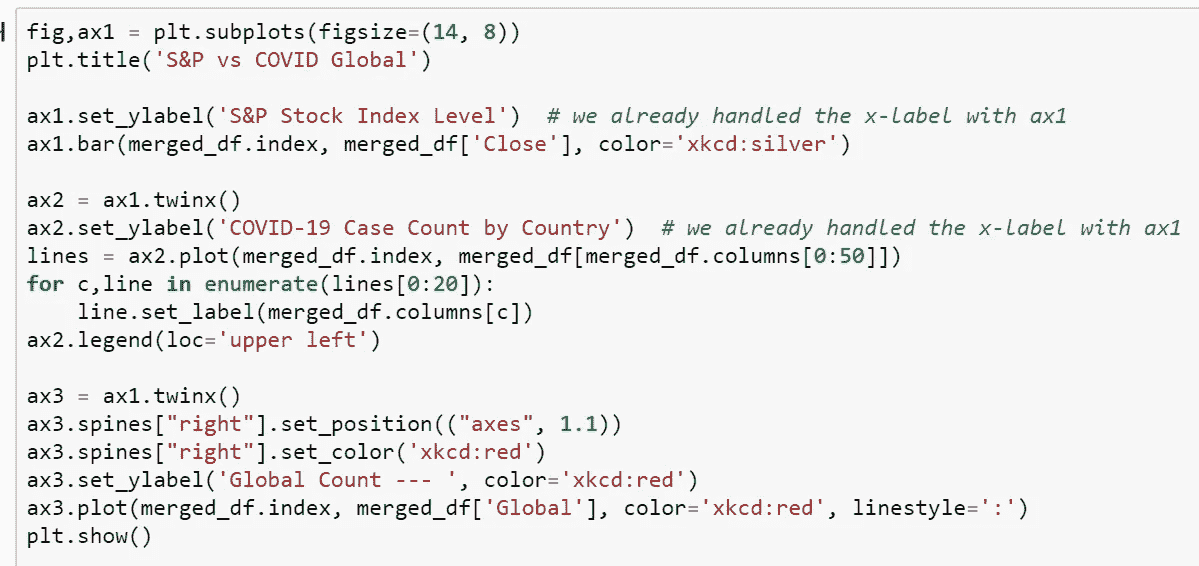 fig,ax1 = plt.subplots(figsize=(14, 8))
plt.title('S&P vs COVID Global')
ax1.set_ylabel('S&P Stock Index Level')  # we already handled the x-label with ax1
ax1.bar(merged_df.index, merged_df['Close'], color='xkcd:silver')
ax2 = ax1.twinx()
ax2.set_ylabel('COVID-19 Case Count by Country')  # we already handled the x-label with ax1
lines = ax2.plot(merged_df.index, merged_df[merged_df.columns[0:50]])
for c,line in enumerate(lines[0:20]):
    line.set_label(merged_df.columns[c])
ax2.legend(loc='upper left')
ax3 = ax1.twinx()
ax3.spines["right"].set_position(("axes", 1.1))
ax3.spines["right"].set_color('xkcd:red')
ax3.set_ylabel('Global Count --- ', color='xkcd:red')
ax3.plot(merged_df.index, merged_df['Global'], color='xkcd:red', linestyle=':')
plt.show()